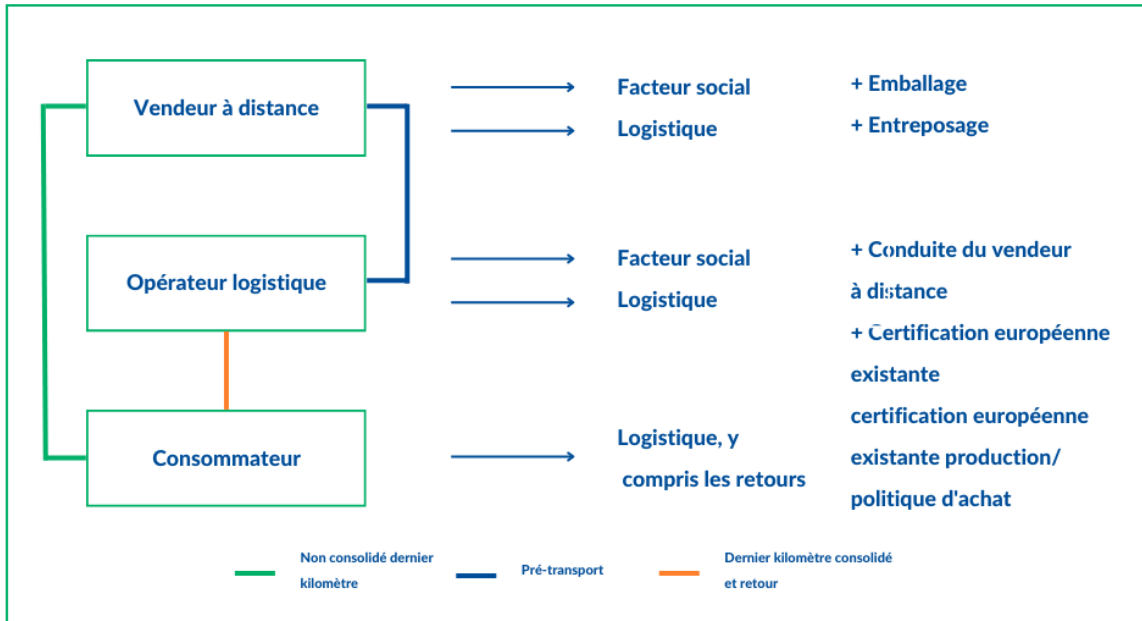 Vendeur à distance
Facteur social
Logistique
+ Emballage
+ Entreposage
Opérateur logistique
Facteur social
Logistique
+ Conduite du vendeur
à distance
+ Certification européenne
existante
certification européenne
existante production/
politique d'achat
Consommateur
Logistique, y
compris les retours
Non consolidé dernier
kilomètre
Pré-transport
Dernier kilomètre consolidé
et retour